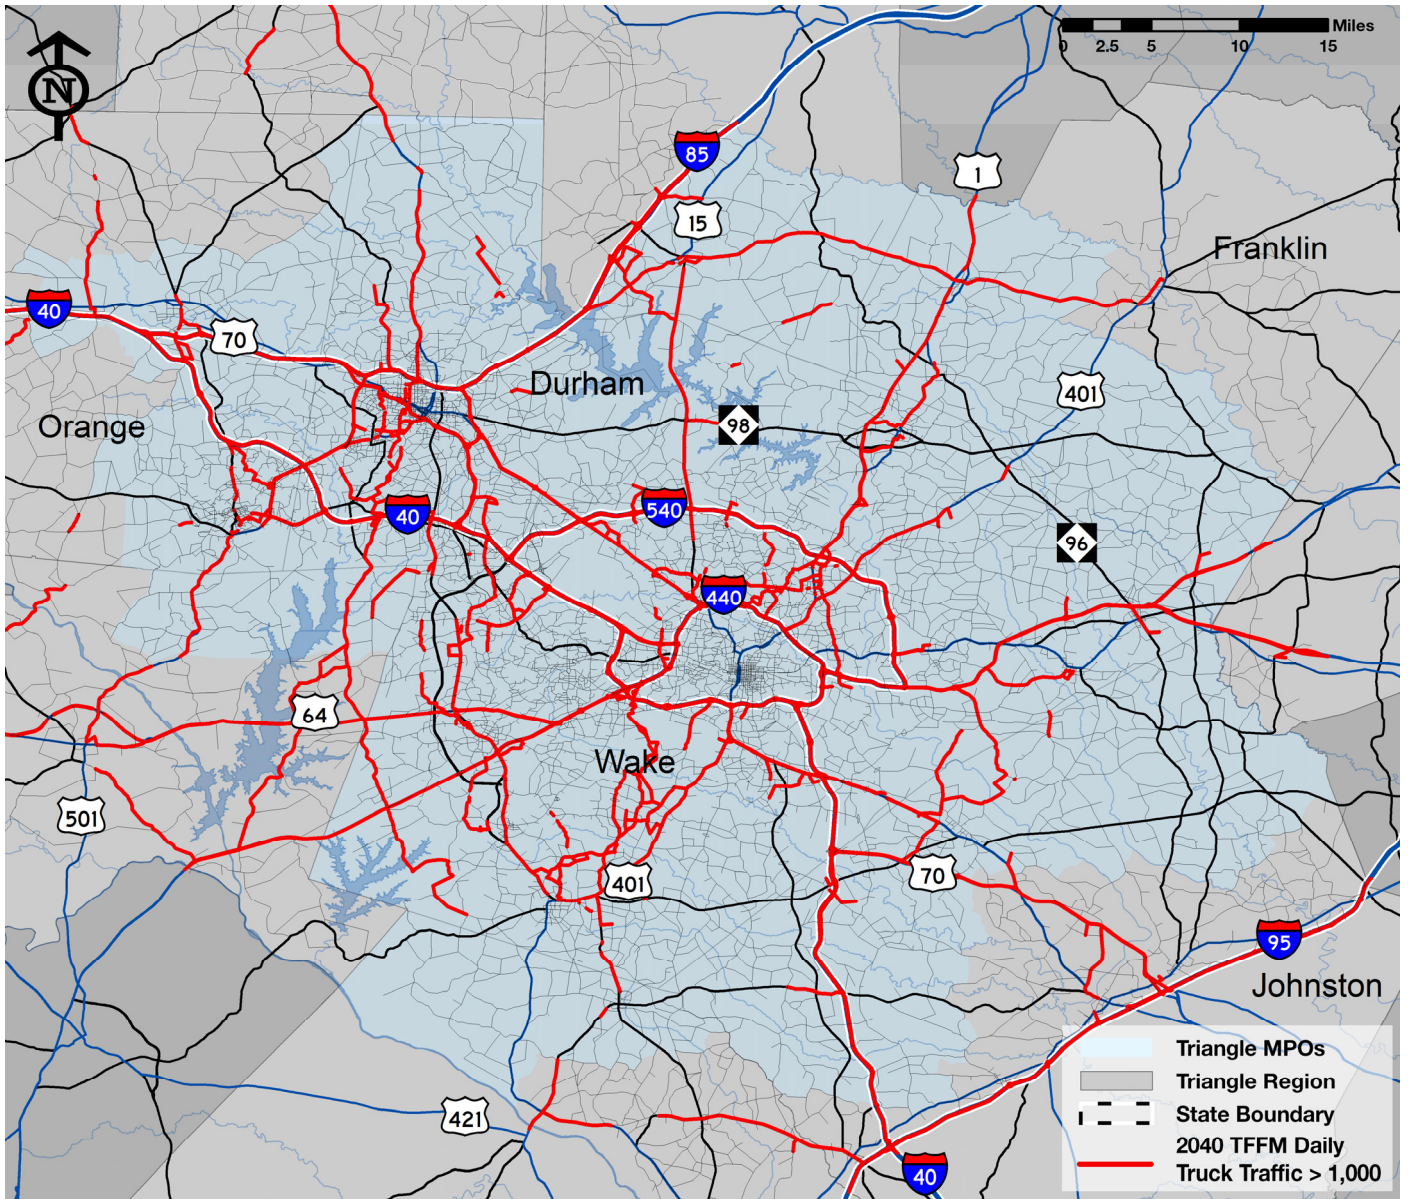 Miles
0 2.5 5 10 15
N
85
1
15
Franklin
40
70
Durham
401
Orange
98
40
540
96
440
64
Wake
501
401
70
95
Johnston
421
40
Triangle MPOs
Triangle Region
State Boundary
2040 TFFM Daily
Truck Traffic > 1,000